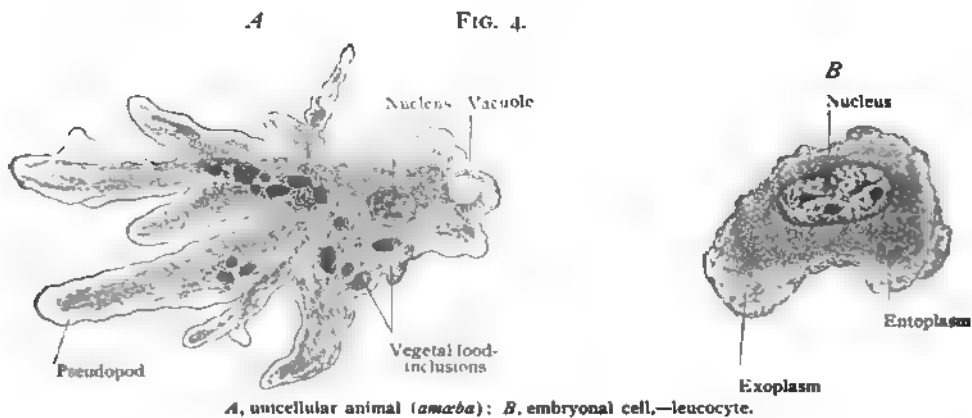 FIG. 4.
A
B
Nucleus Vacuole
Nucleus
Pseudopod
Vegetal food-
inclusions
Entoplasm
Exoplasm
A, unicellular animal (amœba); B, embryonal cell,—leucocyte.